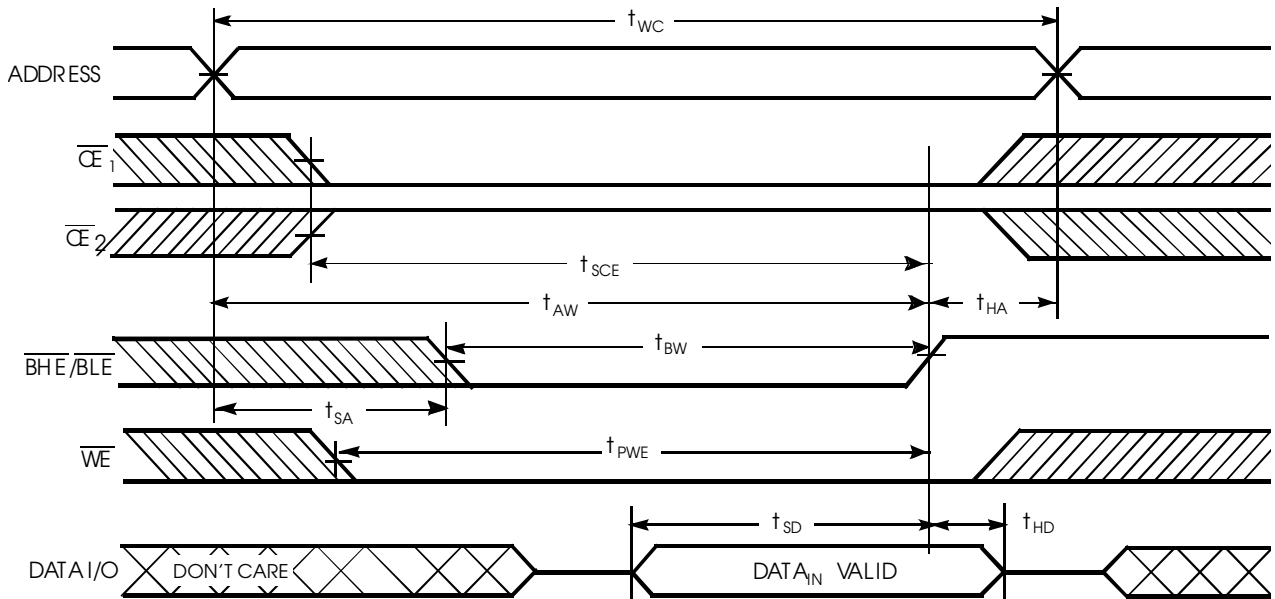 tWC
ADDRESS
CE1
CE2
tSCE
tAW
tHA
BHE/BLE
tBW
tSA
WE
tPWE
tSD
tHD
DATA I/O
DON'T CARE
DATAIN VALID